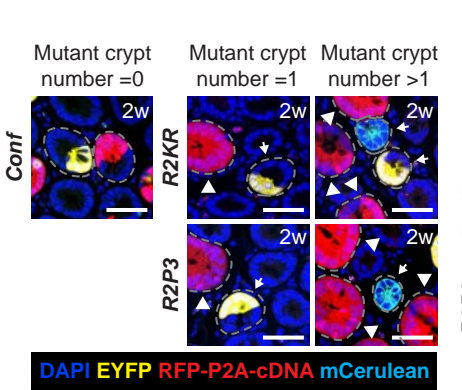 Mutant crypt
number =0
Mutant crypt
number =1
Mutant crypt
number >1
Conf
2w
R2KR
2w
2w
R2P3
2w
2w
DAPI EYFP RFP-P2A-cDNA mCerulean